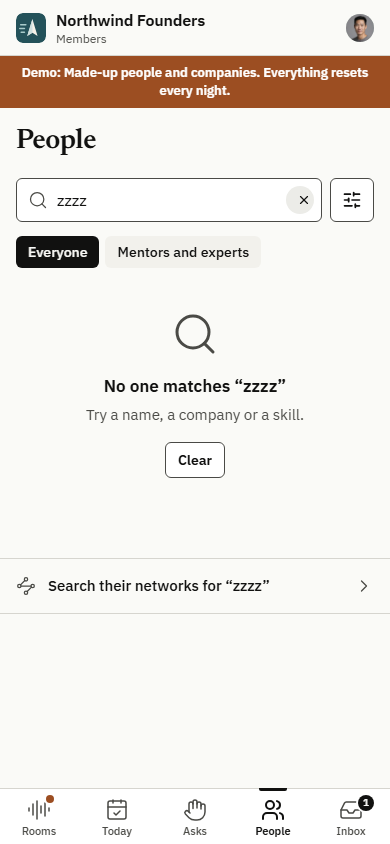 Northwind Founders
Members
Demo: Made-up people and companies. Everything resets
every night.
People
zzzz
Everyone
Mentors and experts
No one matches “zzzz”
Try a name, a company or a skill.
Clear
Search their networks for “zzzz”
Rooms
Today
Asks
People
1
Inbox